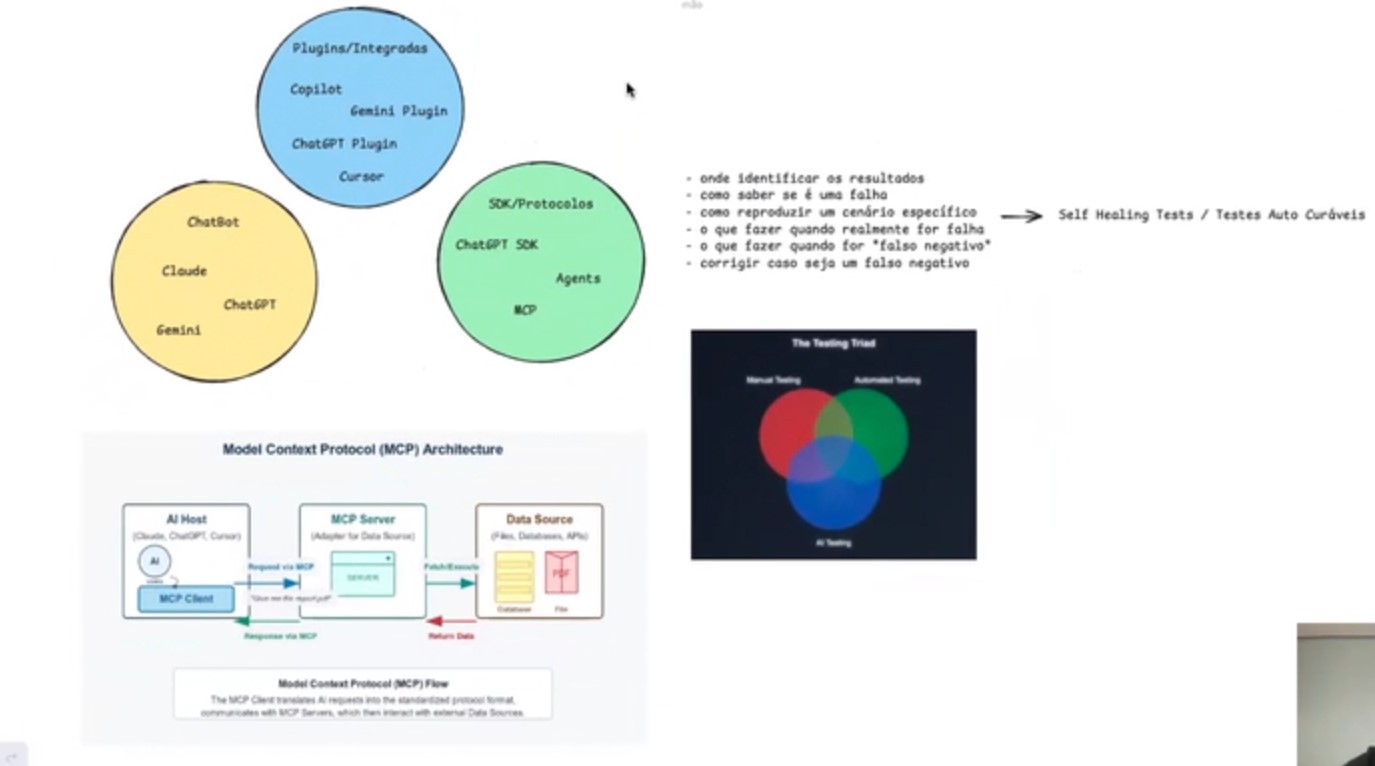 mão
Plugins/Integradas
Copilot
Gemini Plugin
ChatGPT Plugin
Cursor
ChatBot
Claude
ChatGPT
Gemini
SDK/Protocolos
ChatGPT SDK
Agents
MCP
- onde identificar os resultados
- como saber se é uma falha
- como reproduzir um cenário específico
- o que fazer quando realmente for falha
- o que fazer quando for "falso negativo"
- corrigir caso seja um falso negativo
Self Healing Tests / Testes Auto Curáveis
The Testing Triad
Manual Testing
Automated Testing
AI Testing
Model Context Protocol (MCP) Architecture
AI Host
(Claude, ChatGPT, Cursor)
AI
MCP Client
Request via MCP
"Give me this report.pdf"
Response via MCP
MCP Server
(Adapter for Data Source)
SERVER
Fetch/Execute
Return Data
Data Source
(Files, Databases, APIs)
PDF
Database
File
Model Context Protocol (MCP) Flow
The MCP Client translates AI requests into the standardized protocol format,
communicates with MCP Servers, which then interact with external Data Sources.